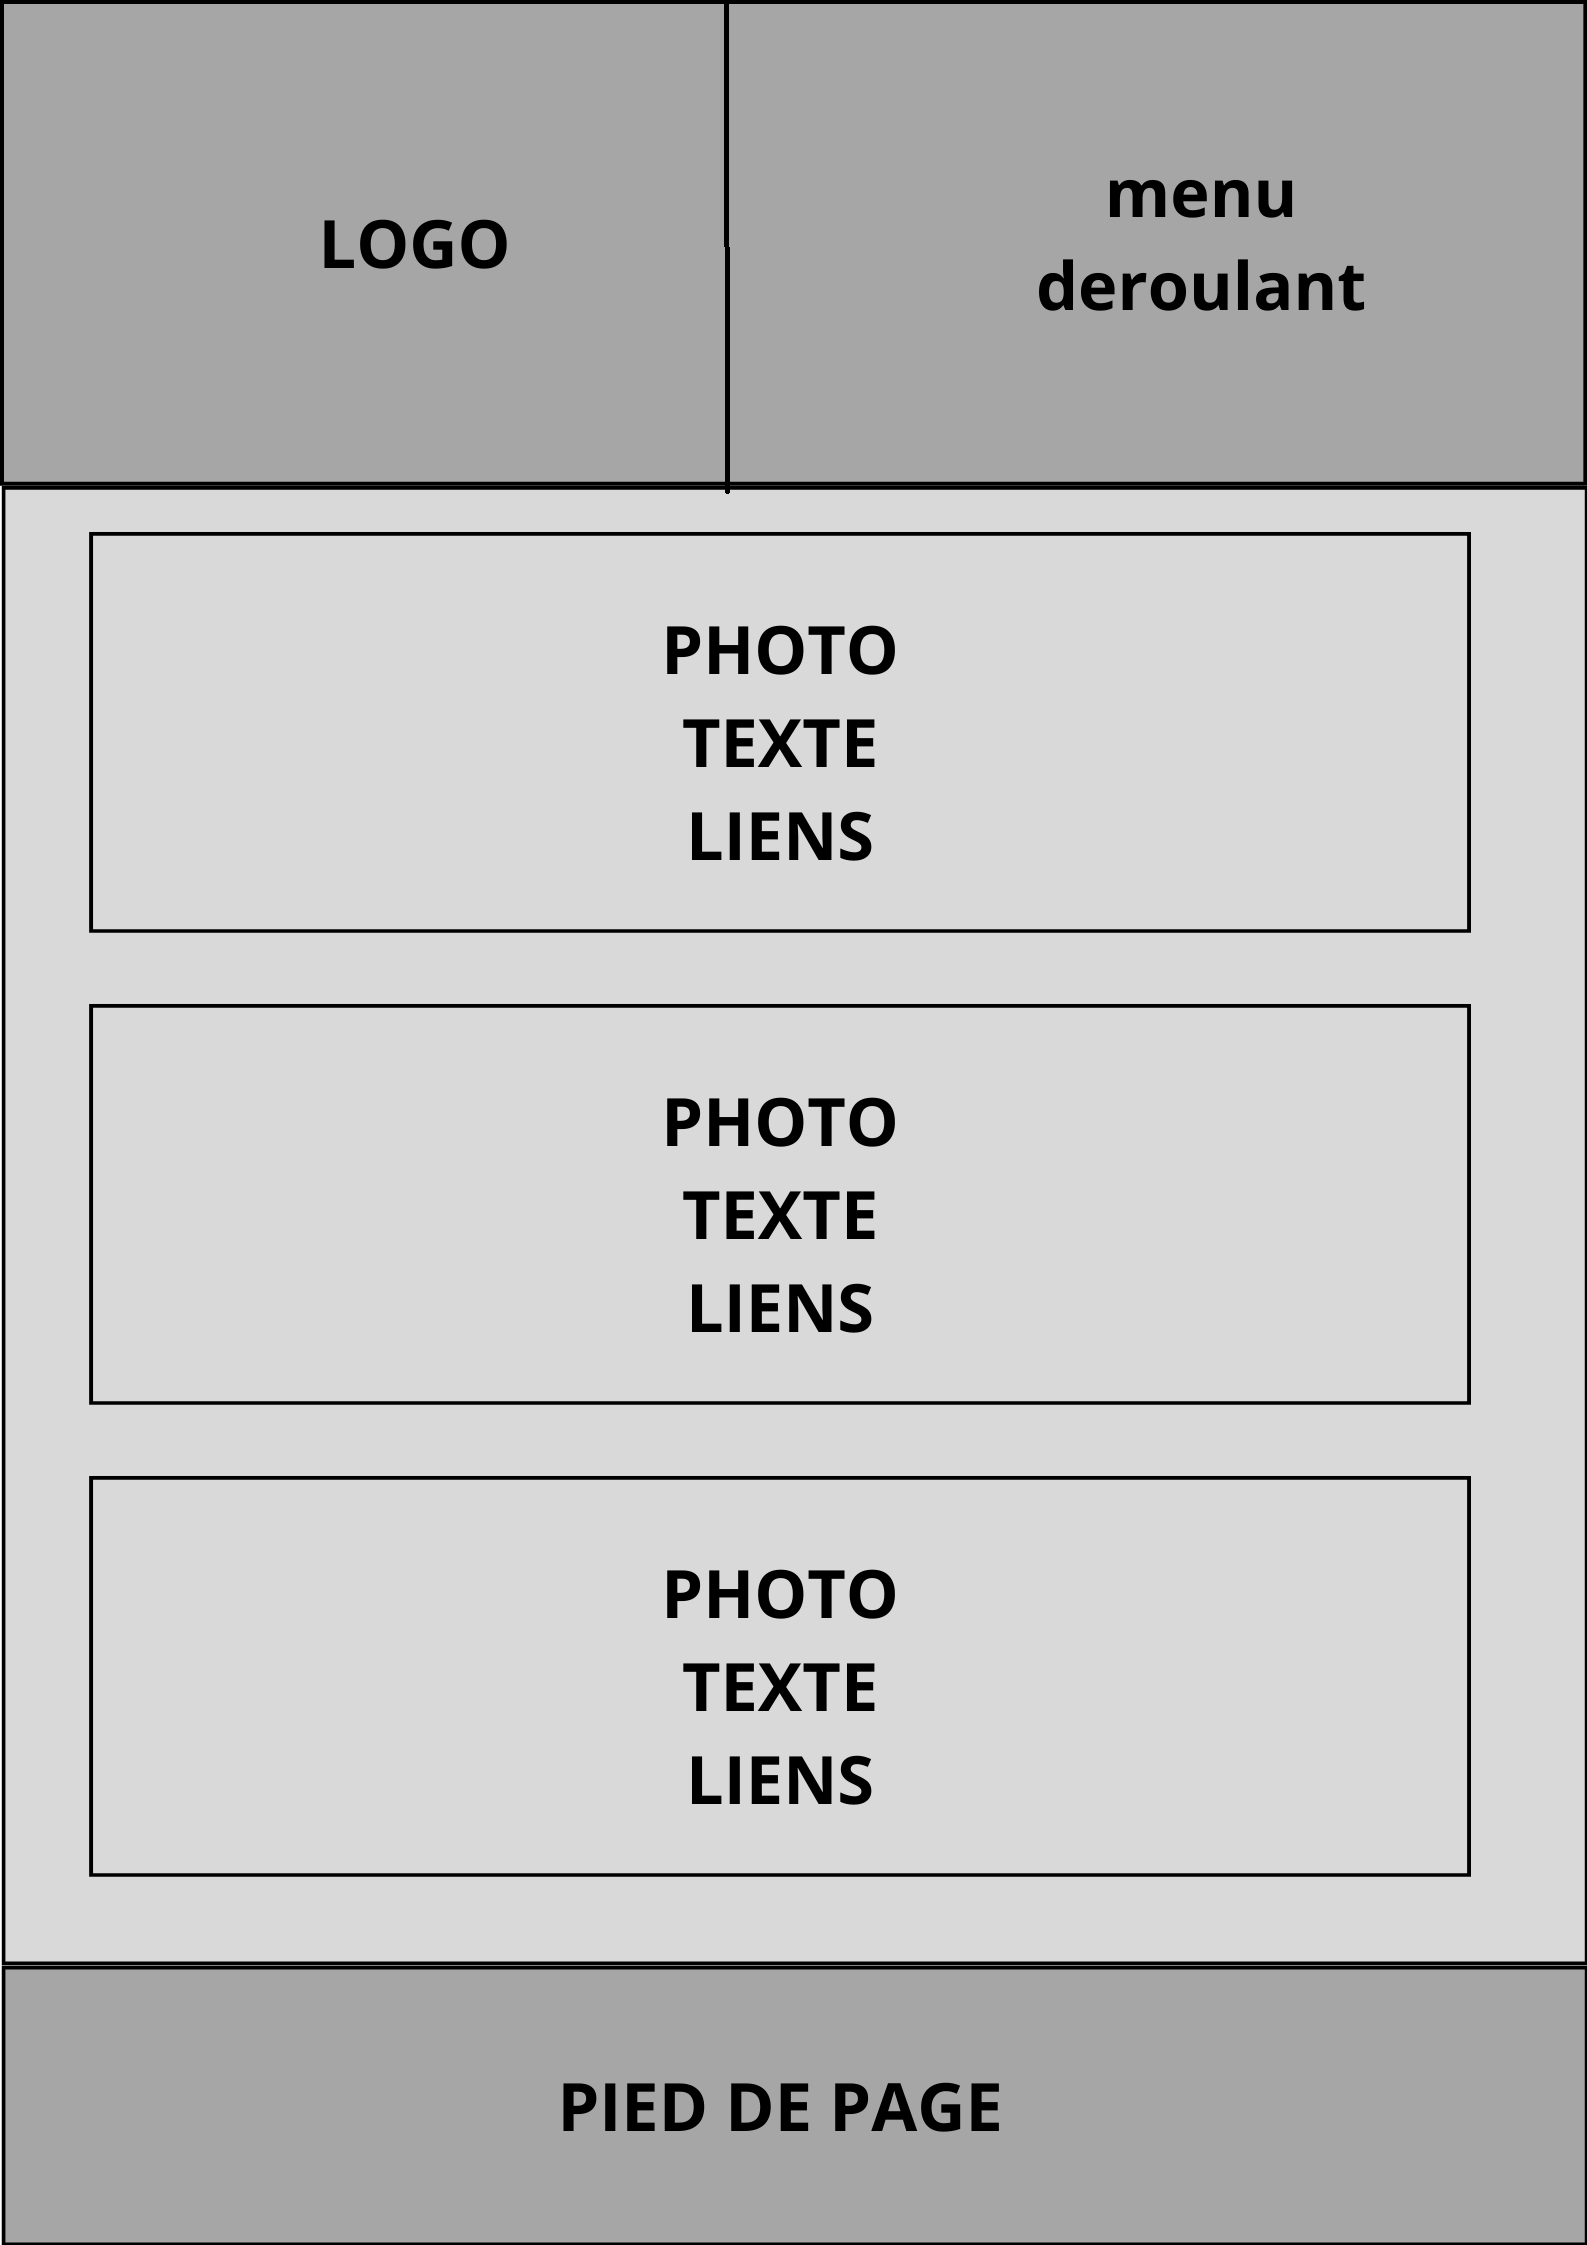 LOGO
menu
deroulant
PHOTO
TEXTE
LIENS
PHOTO
TEXTE
LIENS
PHOTO
TEXTE
LIENS
PIED DE PAGE